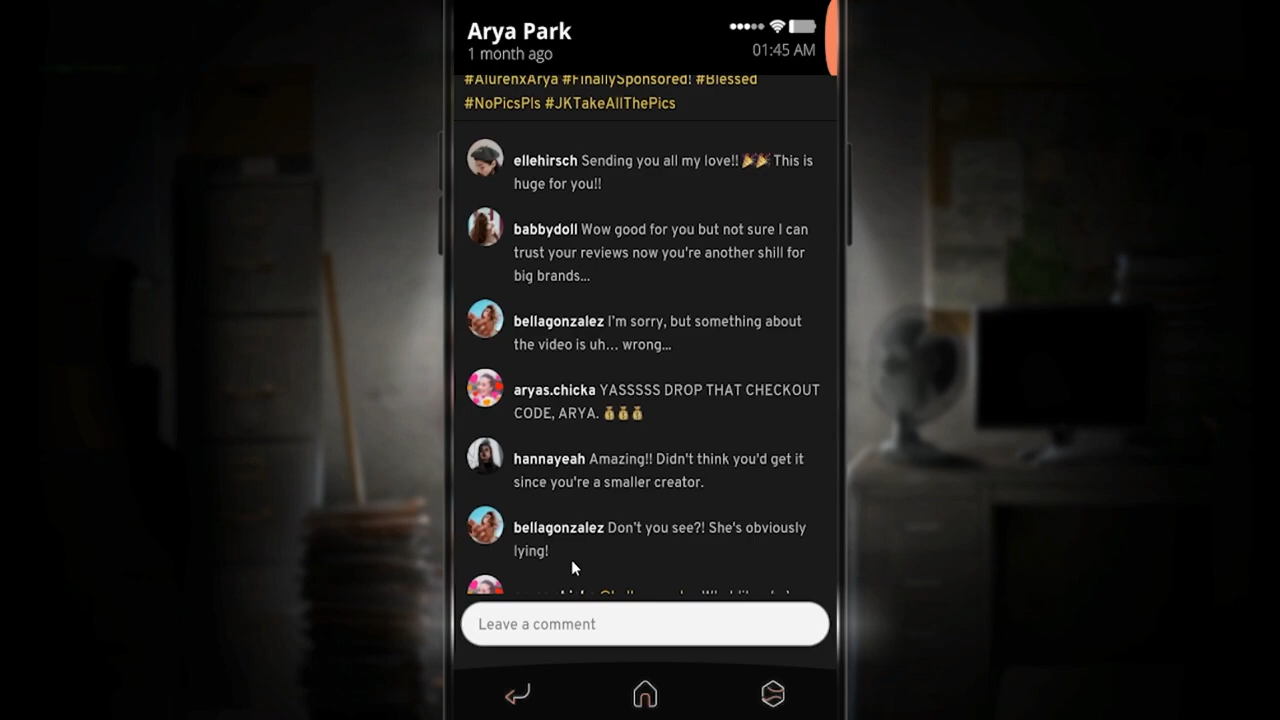 Arya Park
1 month ago
01:45 AM
#AlurenxArya #FinallySponsored! #Blessed
#NoPicsPls #JKTakeAllThePics
ellehirsch Sending you all my love!! 🎉🎉 This is
huge for you!!
babbydoll Wow good for you but not sure I can
trust your reviews now you're another shill for
big brands...
bellagonzalez I'm sorry, but something about
the video is uh... wrong...
aryas.chicka YASSSSS DROP THAT CHECKOUT
CODE, ARYA. 💰💰💰
hannayeah Amazing!! Didn't think you'd get it
since you're a smaller creator.
bellagonzalez Don't you see?! She's obviously
lying!
Leave a comment